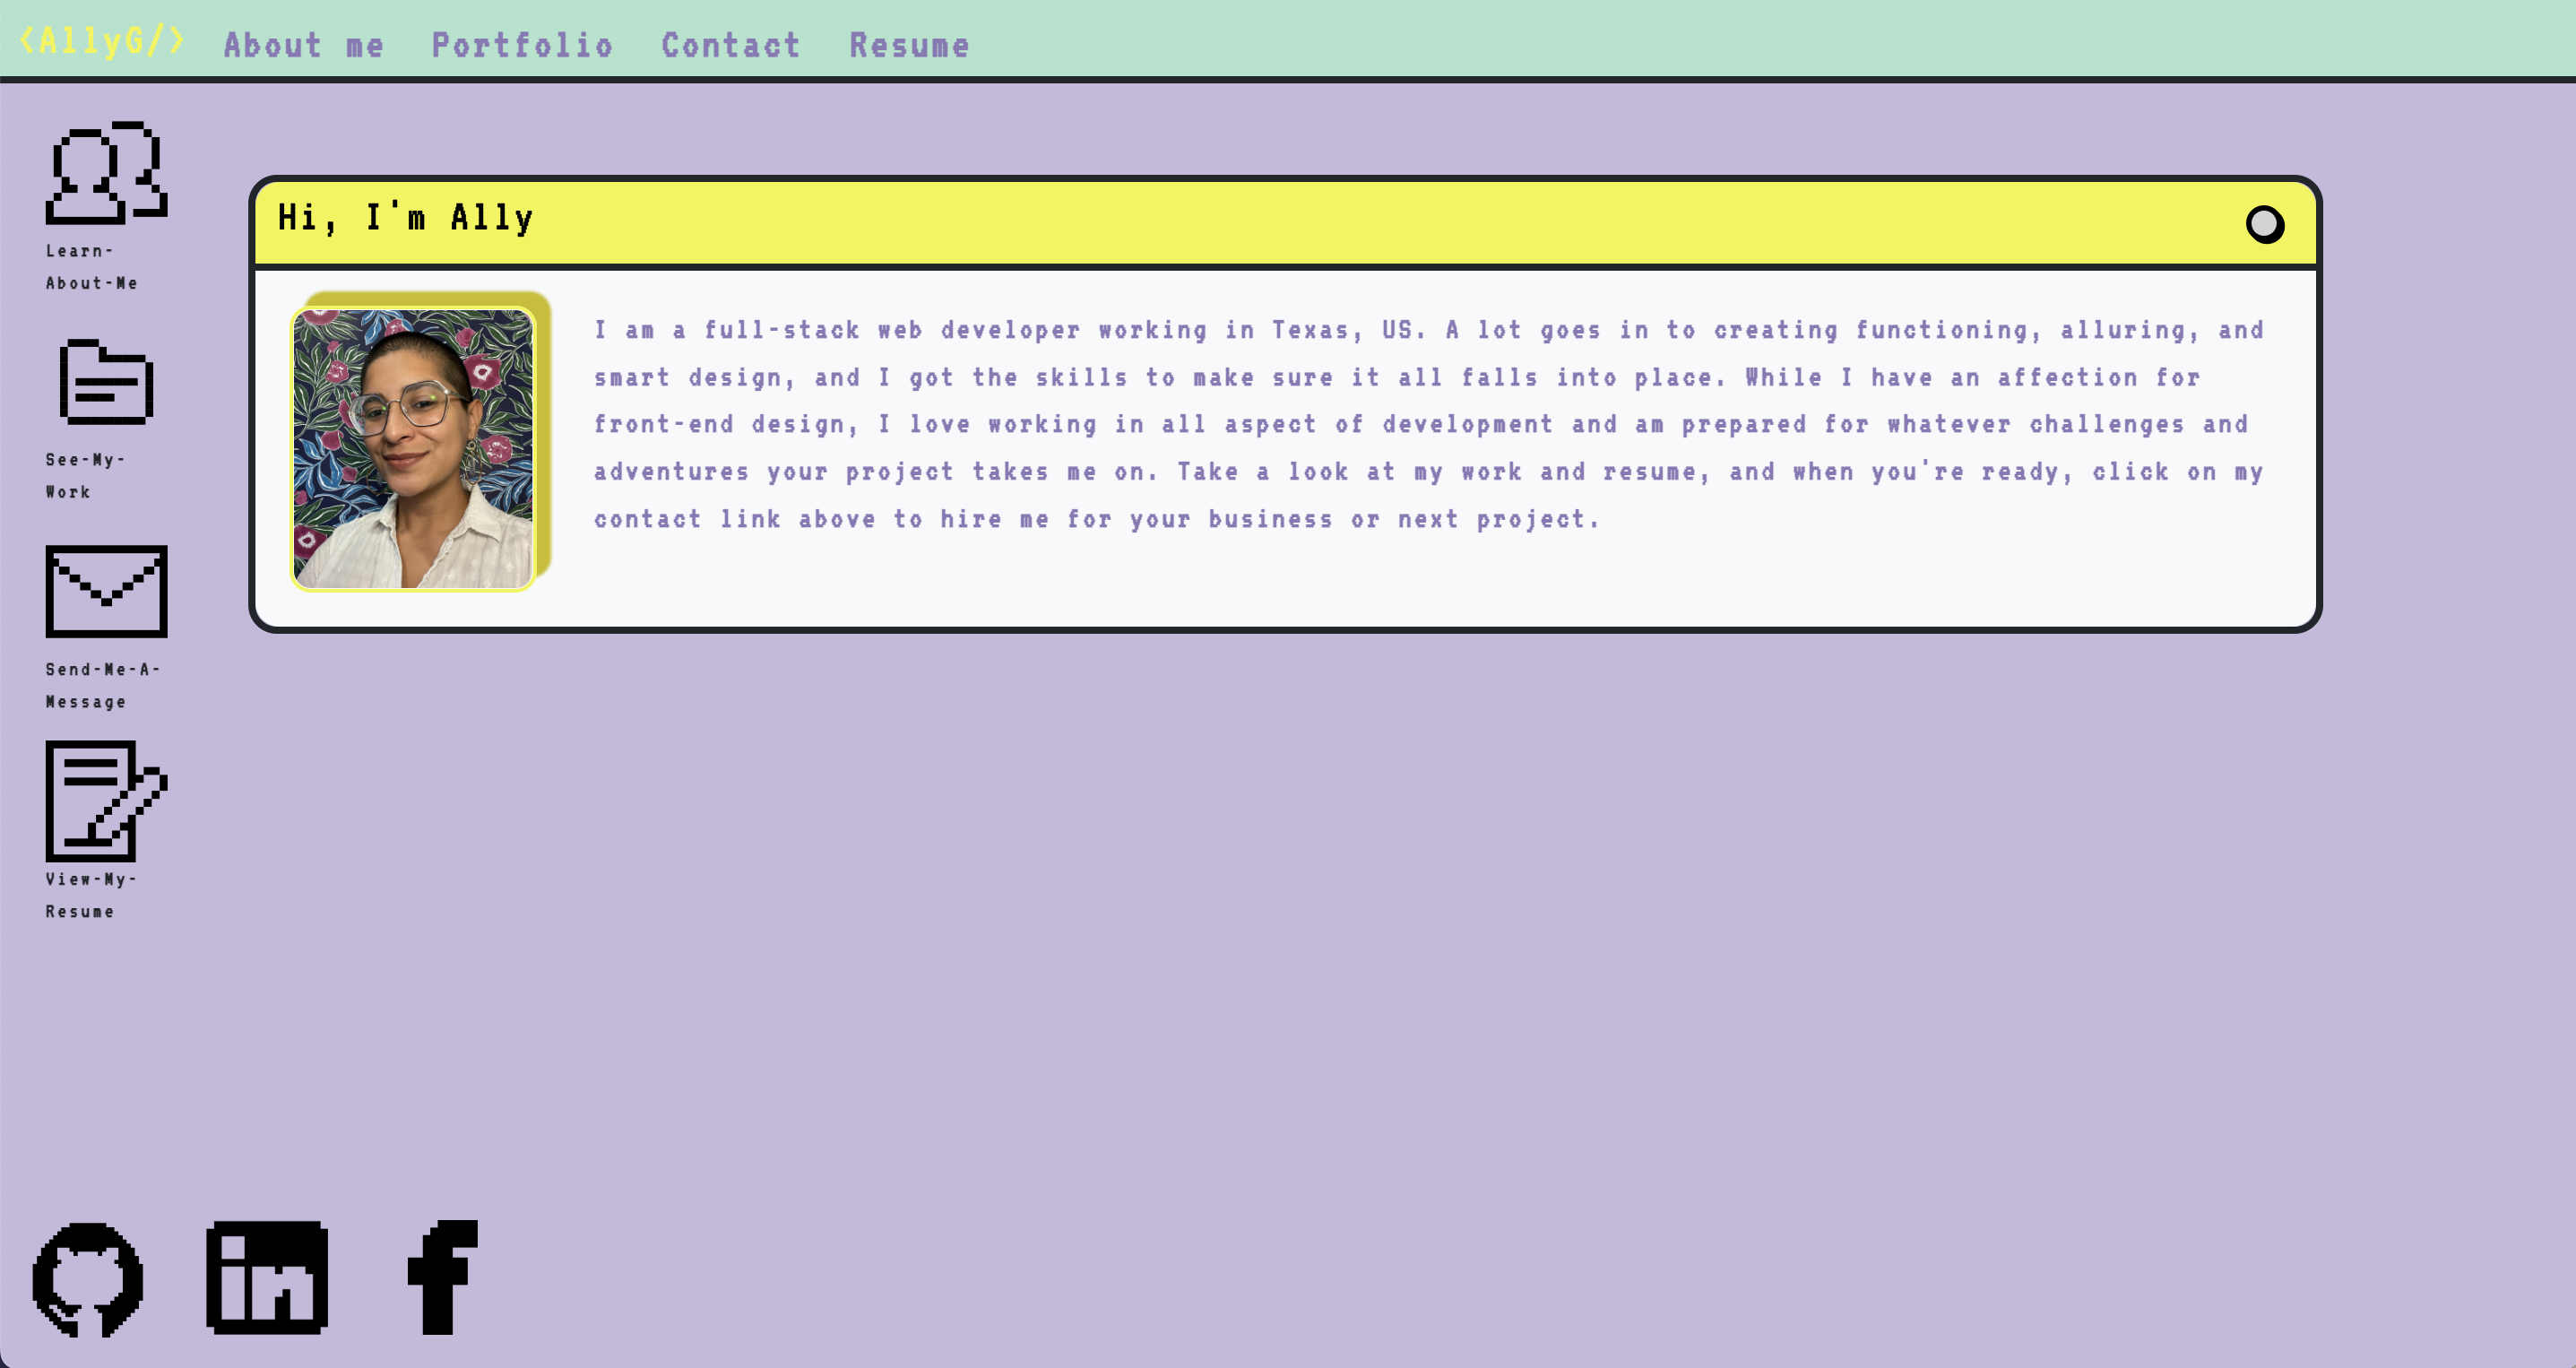 <AllyG/> About me Portfolio Contact Resume
Learn-
About-Me
See-My-
Work
Send-Me-A-
Message
View-My-
Resume
Hi, I'm Ally
I am a full-stack web developer working in Texas, US. A lot goes in to creating functioning, alluring, and
smart design, and I got the skills to make sure it all falls into place. While I have an affection for
front-end design, I love working in all aspect of development and am prepared for whatever challenges and
adventures your project takes me on. Take a look at my work and resume, and when you're ready, click on my
contact link above to hire me for your business or next project.
in f